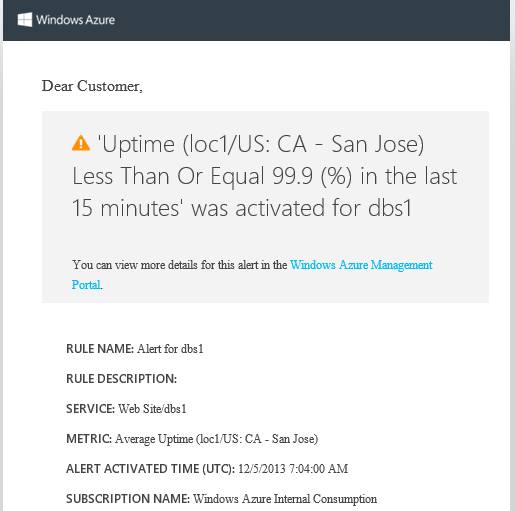 Windows Azure
Dear Customer,
'Uptime (loc1/US: CA - San Jose)
Less Than Or Equal 99.9 (%) in the last
15 minutes' was activated for dbs1
You can view more details for this alert in the Windows Azure Management
Portal.
RULE NAME: Alert for dbs1
RULE DESCRIPTION:
SERVICE: Web Site/dbs1
METRIC: Average Uptime (loc1/US: CA - San Jose)
ALERT ACTIVATED TIME (UTC): 12/5/2013 7:04:00 AM
SUBSCRIPTION NAME: Windows Azure Internal Consumption